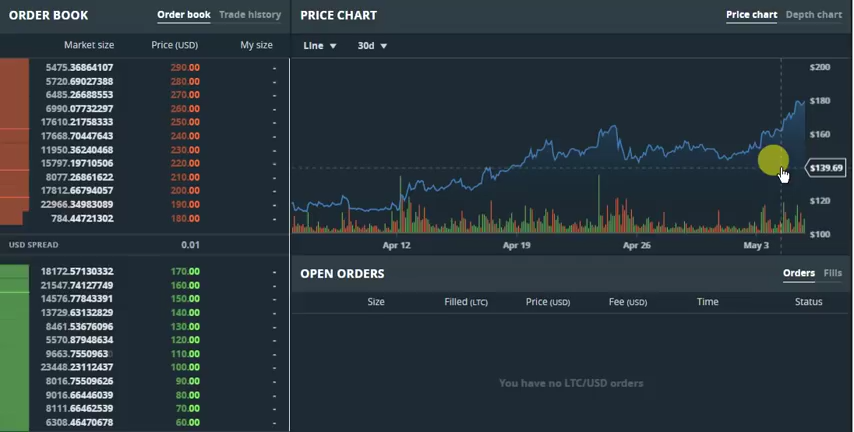 ORDER BOOK Order book Trade history
Market size Price (USD) My size
5475.36864107 290.00 -
5720.69027388 280.00 -
6485.26688553 270.00 -
6990.07732297 260.00 -
17610.21758333 250.00 -
17668.70447643 240.00 -
11950.36240468 230.00 -
15797.19710506 220.00 -
8077.26861622 210.00 -
17812.66794057 200.00 -
22966.34983089 190.00 -
784.44721302 180.00 -
USD SPREAD 0.01
18172.57130332 170.00 -
21547.74127749 160.00 -
14576.77843391 150.00 -
13729.63132829 140.00 -
8461.53676096 130.00 -
5570.87948634 120.00 -
9663.75509630 110.00 -
23448.23112437 100.00 -
8016.75509626 90.00 -
9016.66446039 80.00 -
8111.66462539 70.00 -
6308.46470678 60.00 -
PRICE CHART Price chart Depth chart
Line 30d
$200
$180
$160
$139.69
$120
$100
Apr 12 Apr 19 Apr 26 May 3
OPEN ORDERS Orders Fills
Size Filled (LTC) Price (USD) Fee (USD) Time Status
You have no LTC/USD orders